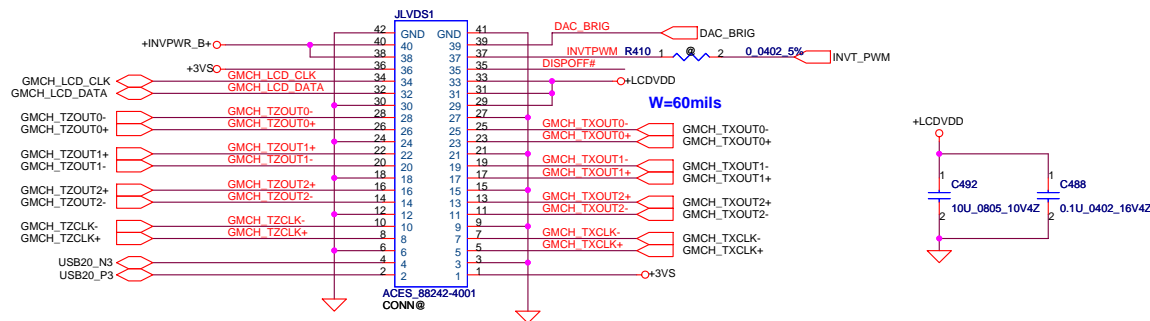 JLVDS1
42 GND GND 41
40 40 39 39 DAC_BRIG DAC_BRIG
+INVPWR_B+
38 38 37 37 INVTPWM R410 1 @ 2 0_0402_5% INVT_PWM
+3VS 36 36 35 35 DISPOFF#
GMCH_LCD_CLK GMCH_LCD_CLK 34 34 33 33 +LCDVDD
GMCH_LCD_DATA GMCH_LCD_DATA 32 32 31 31
30 30 29 29 W=60mils
GMCH_TZOUT0- GMCH_TZOUT0- 28 28 27 27
GMCH_TZOUT0+ GMCH_TZOUT0+ 26 26 25 25 GMCH_TXOUT0- GMCH_TXOUT0-
24 24 23 23 GMCH_TXOUT0+ GMCH_TXOUT0+
GMCH_TZOUT1+ GMCH_TZOUT1+ 22 22 21 21
GMCH_TZOUT1- GMCH_TZOUT1- 20 20 19 19 GMCH_TXOUT1- GMCH_TXOUT1-
18 18 17 17 GMCH_TXOUT1+ GMCH_TXOUT1+
GMCH_TZOUT2+ GMCH_TZOUT2+ 16 16 15 15
GMCH_TZOUT2- GMCH_TZOUT2- 14 14 13 13 GMCH_TXOUT2+ GMCH_TXOUT2+
12 12 11 11 GMCH_TXOUT2- GMCH_TXOUT2-
GMCH_TZCLK- GMCH_TZCLK- 10 10 9 9
GMCH_TZCLK+ GMCH_TZCLK+ 8 8 7 7 GMCH_TXCLK- GMCH_TXCLK-
6 6 5 5 GMCH_TXCLK+ GMCH_TXCLK+
USB20_N3 4 4 3 3
USB20_P3 2 2 1 1 +3VS
ACES_88242-4001
CONN@
+LCDVDD
1 1
C492 C488
10U_0805_10V4Z 0.1U_0402_16V4Z
2 2